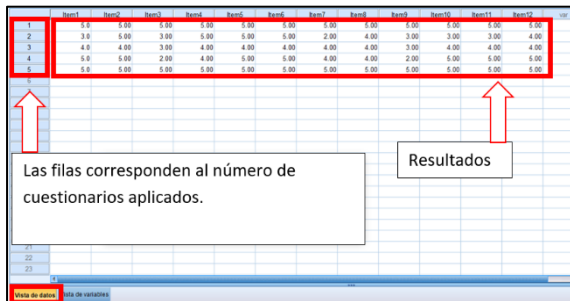 Item1 Item2 Item3 Item4 Item5 Item6 Item7 Item8 Item9 Item10 Item11 Item12 var
1 5.0 5.00 5.00 5.00 5.00 5.00 5.00 5.00 5.00 5.00 5.00 5.00
2 3.0 5.00 3.00 5.00 5.00 5.00 2.00 4.00 3.00 3.00 3.00 4.00
3 4.0 4.00 3.00 4.00 4.00 4.00 4.00 4.00 3.00 4.00 4.00 4.00
4 5.0 5.00 2.00 4.00 5.00 5.00 4.00 4.00 2.00 5.00 5.00 5.00
5 5.0 5.00 5.00 5.00 5.00 5.00 5.00 5.00 5.00 5.00 5.00 5.00
6
Resultados
Las filas corresponden al número de
cuestionarios aplicados.
21
22
23
Vista de datos Vista de variables